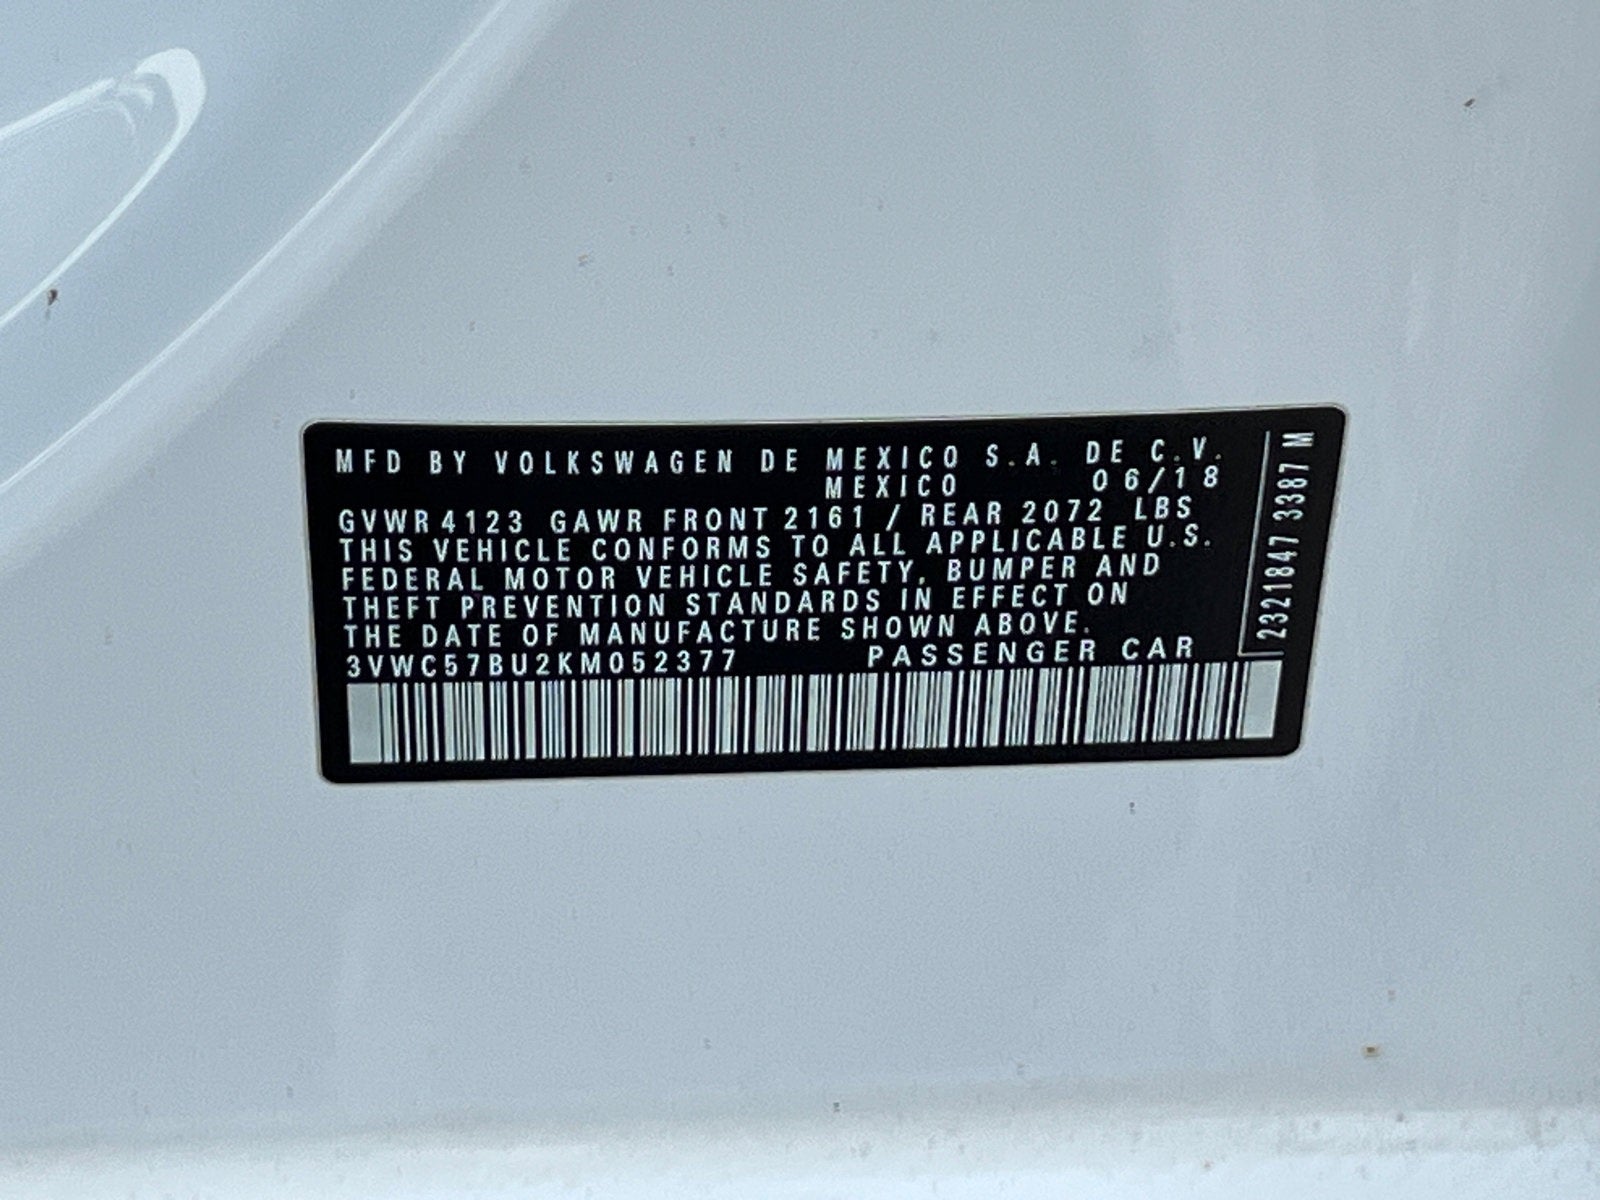 MFD BY VOLKSWAGEN DE MEXICO S.A. DE C.V.
MEXICO 06/18
GVWR 4123 GAWR FRONT 2161 / REAR 2072 LBS
THIS VEHICLE CONFORMS TO ALL APPLICABLE U.S.
FEDERAL MOTOR VEHICLE SAFETY, BUMPER AND
THEFT PREVENTION STANDARDS IN EFFECT ON
THE DATE OF MANUFACTURE SHOWN ABOVE.
3VWC57BU2KM052377 PASSENGER CAR
2321847 3387 M